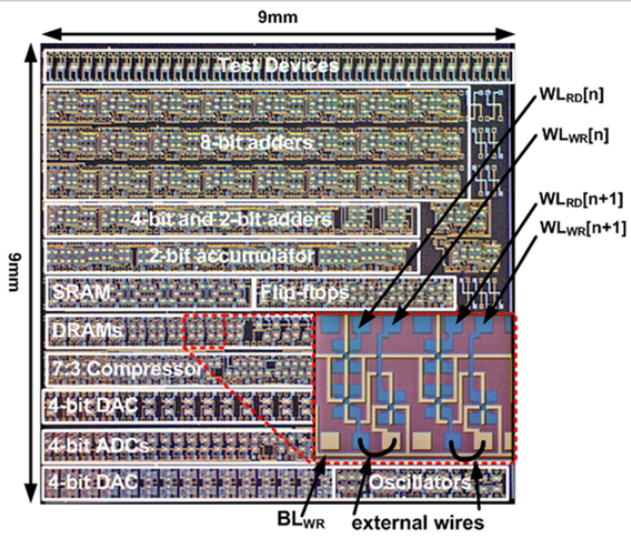 9mm
Test Devices
WLRD[n]
8-bit adders
WLWR[n]
4-bit and 2-bit adders
WLRD[n+1]
WLWR[n+1]
2-bit accumulator
9mm
SRAM
Flip-flops
DRAMs
7:3 Compressor
4-bit DAC
4-bit ADCs
4-bit DAC
Oscillators
BLWR
external wires